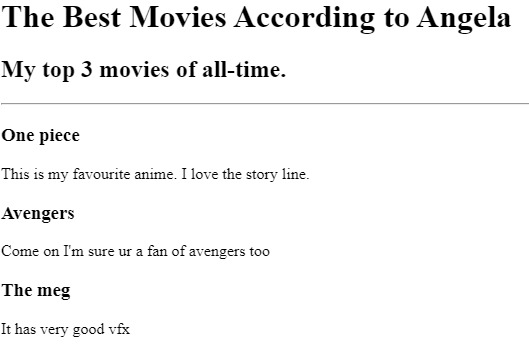 The Best Movies According to Angela
My top 3 movies of all-time.
One piece
This is my favourite anime. I love the story line.
Avengers
Come on I'm sure ur a fan of avengers too
The meg
It has very good vfx